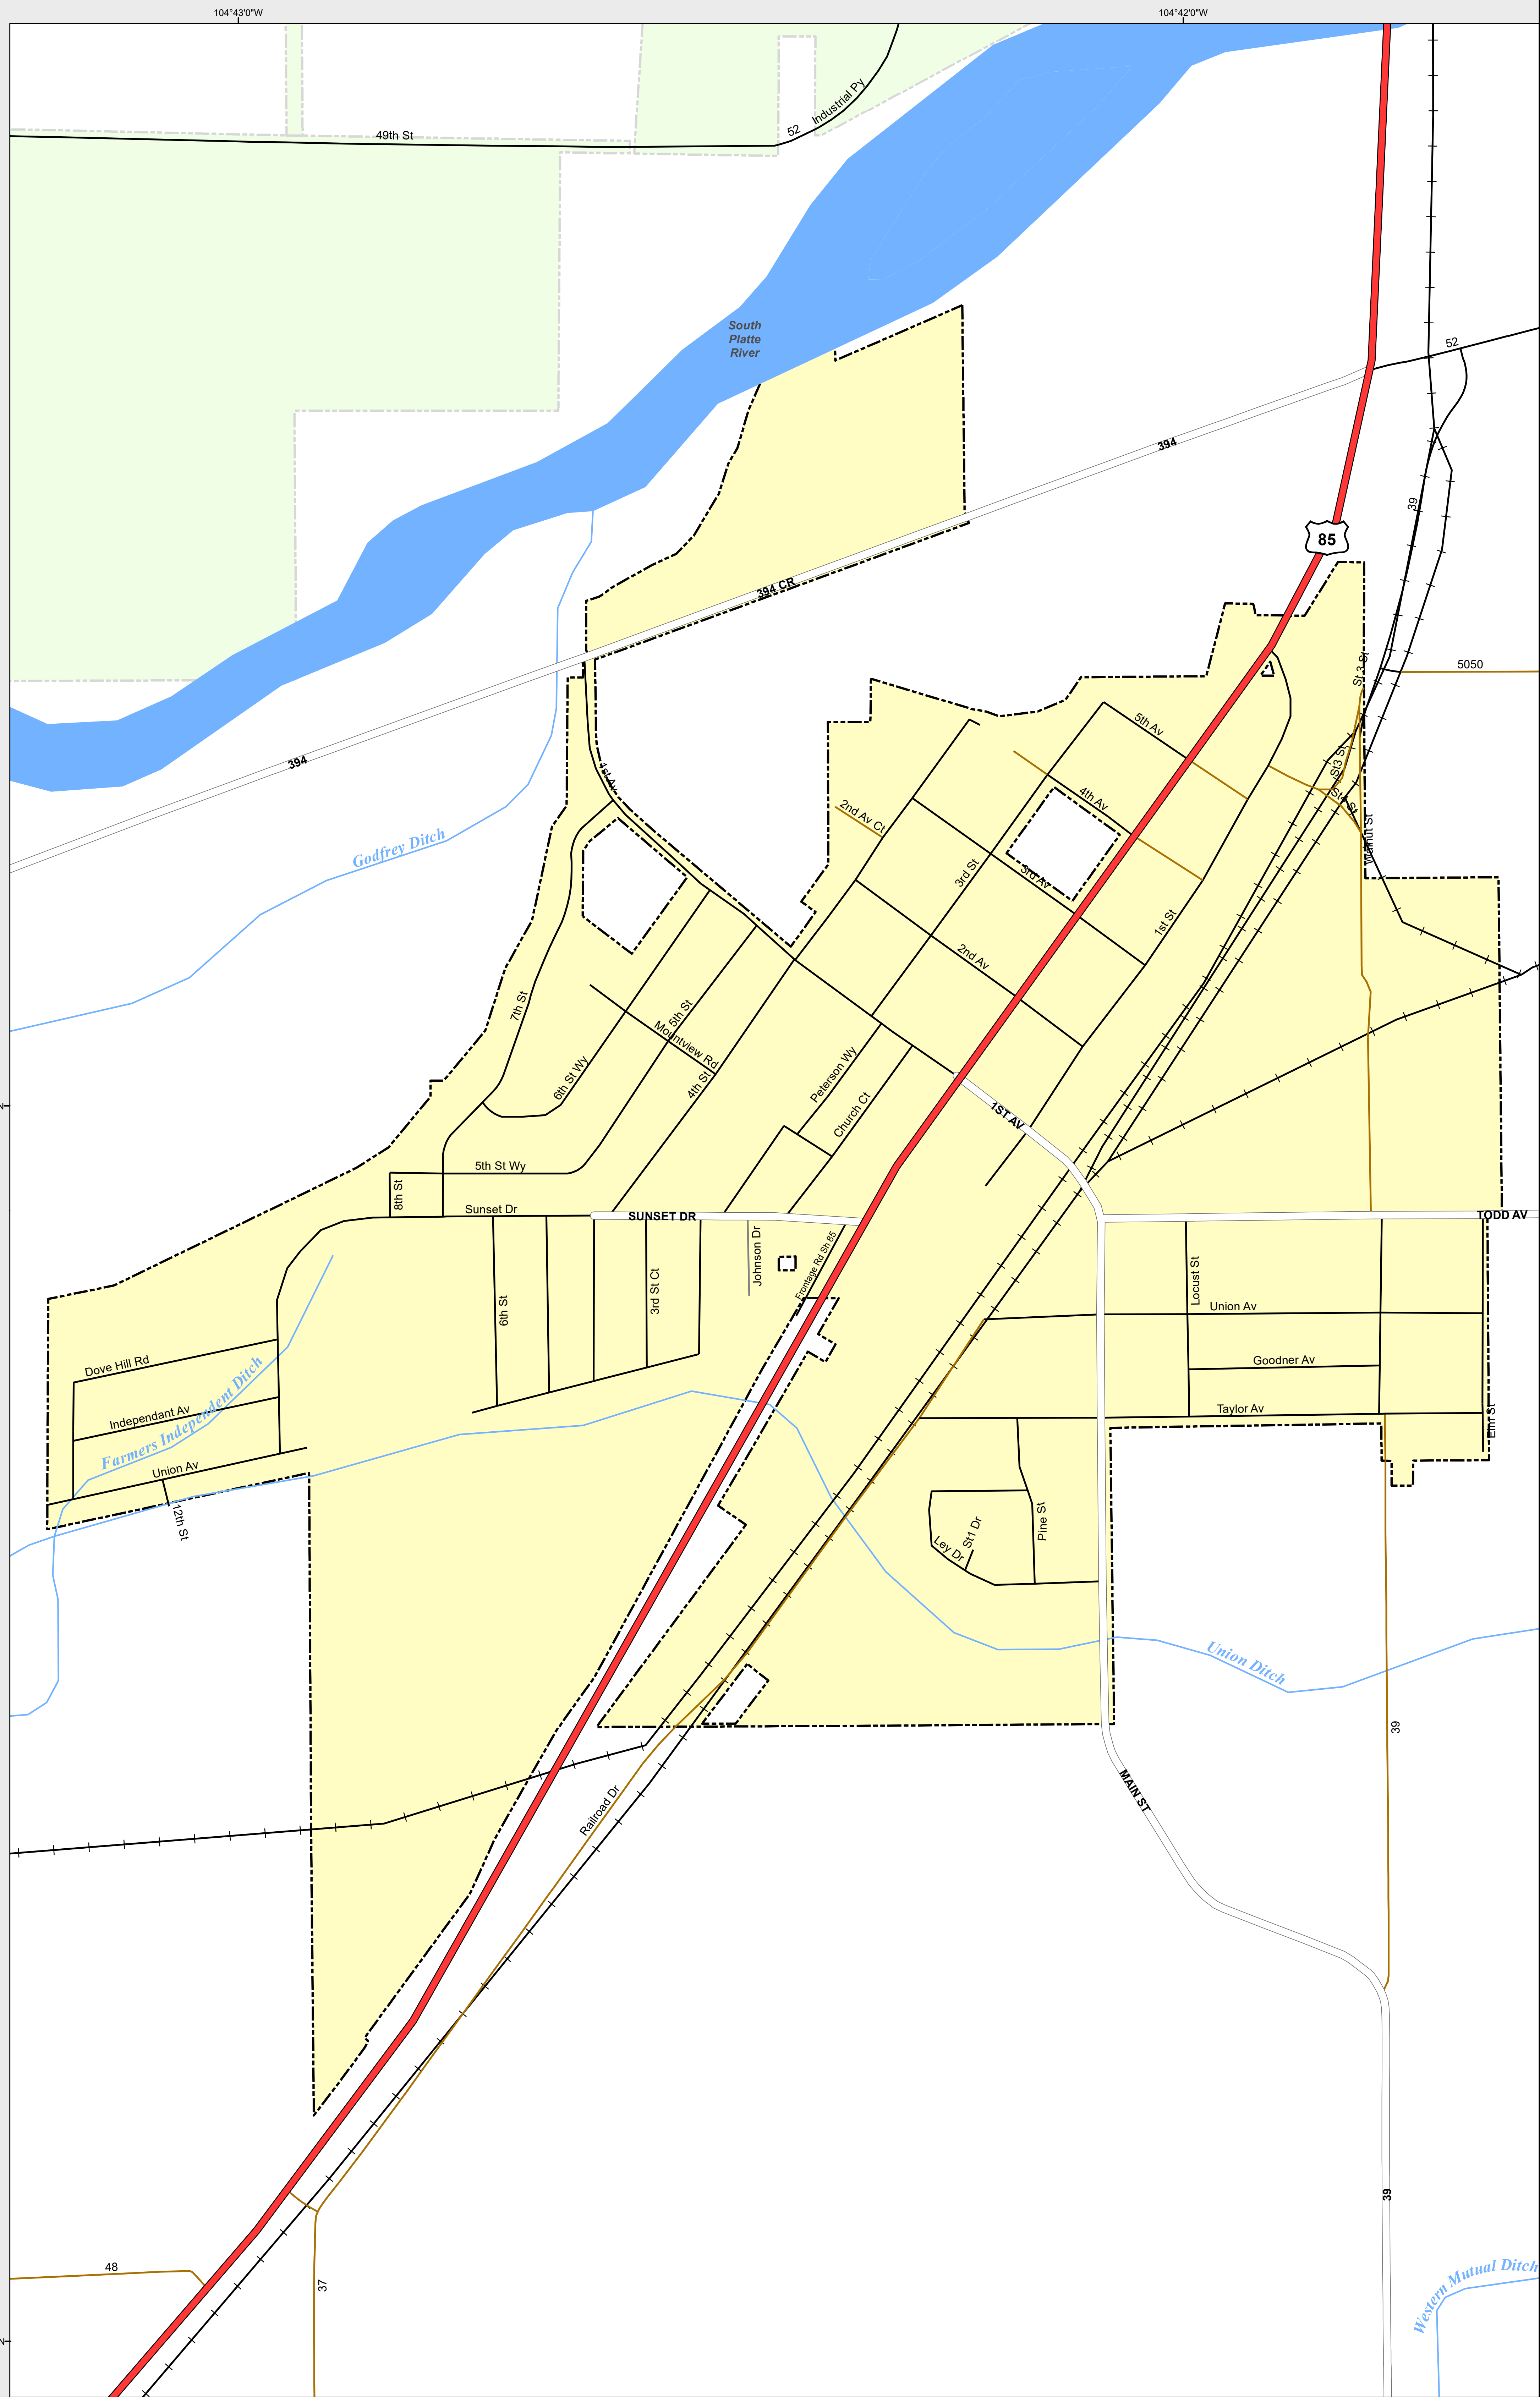 104°43'0"W
104°42'0"W
49th St
52
Industrial Py
South
Platte
River
52
394
39
85
394 CR
5050
St 3 St
394
1st Av
5th Av
St3 St
4th Av
2nd Av Ct
Walnut St
Godfrey Ditch
3rd St
3rd Av
1st St
2nd Av
7th St
5th St
Mountview Rd
6th St Wy
4th St
Peterson Wy
Church Ct
1ST AV
5th St Wy
8th St
Sunset Dr
SUNSET DR
TODD AV
Johnson Dr
Frontage Rd Sh 85
Locust St
3rd St Ct
6th St
Union Av
Dove Hill Rd
Goodner Av
Independant Av
Farmers Independent Ditch
Taylor Av
Elm St
Union Av
12th St
Pine St
St1 Dr
Ley Dr
Union Ditch
39
MAIN ST
Railroad Dr
39
48
37
Western Mutual Ditch